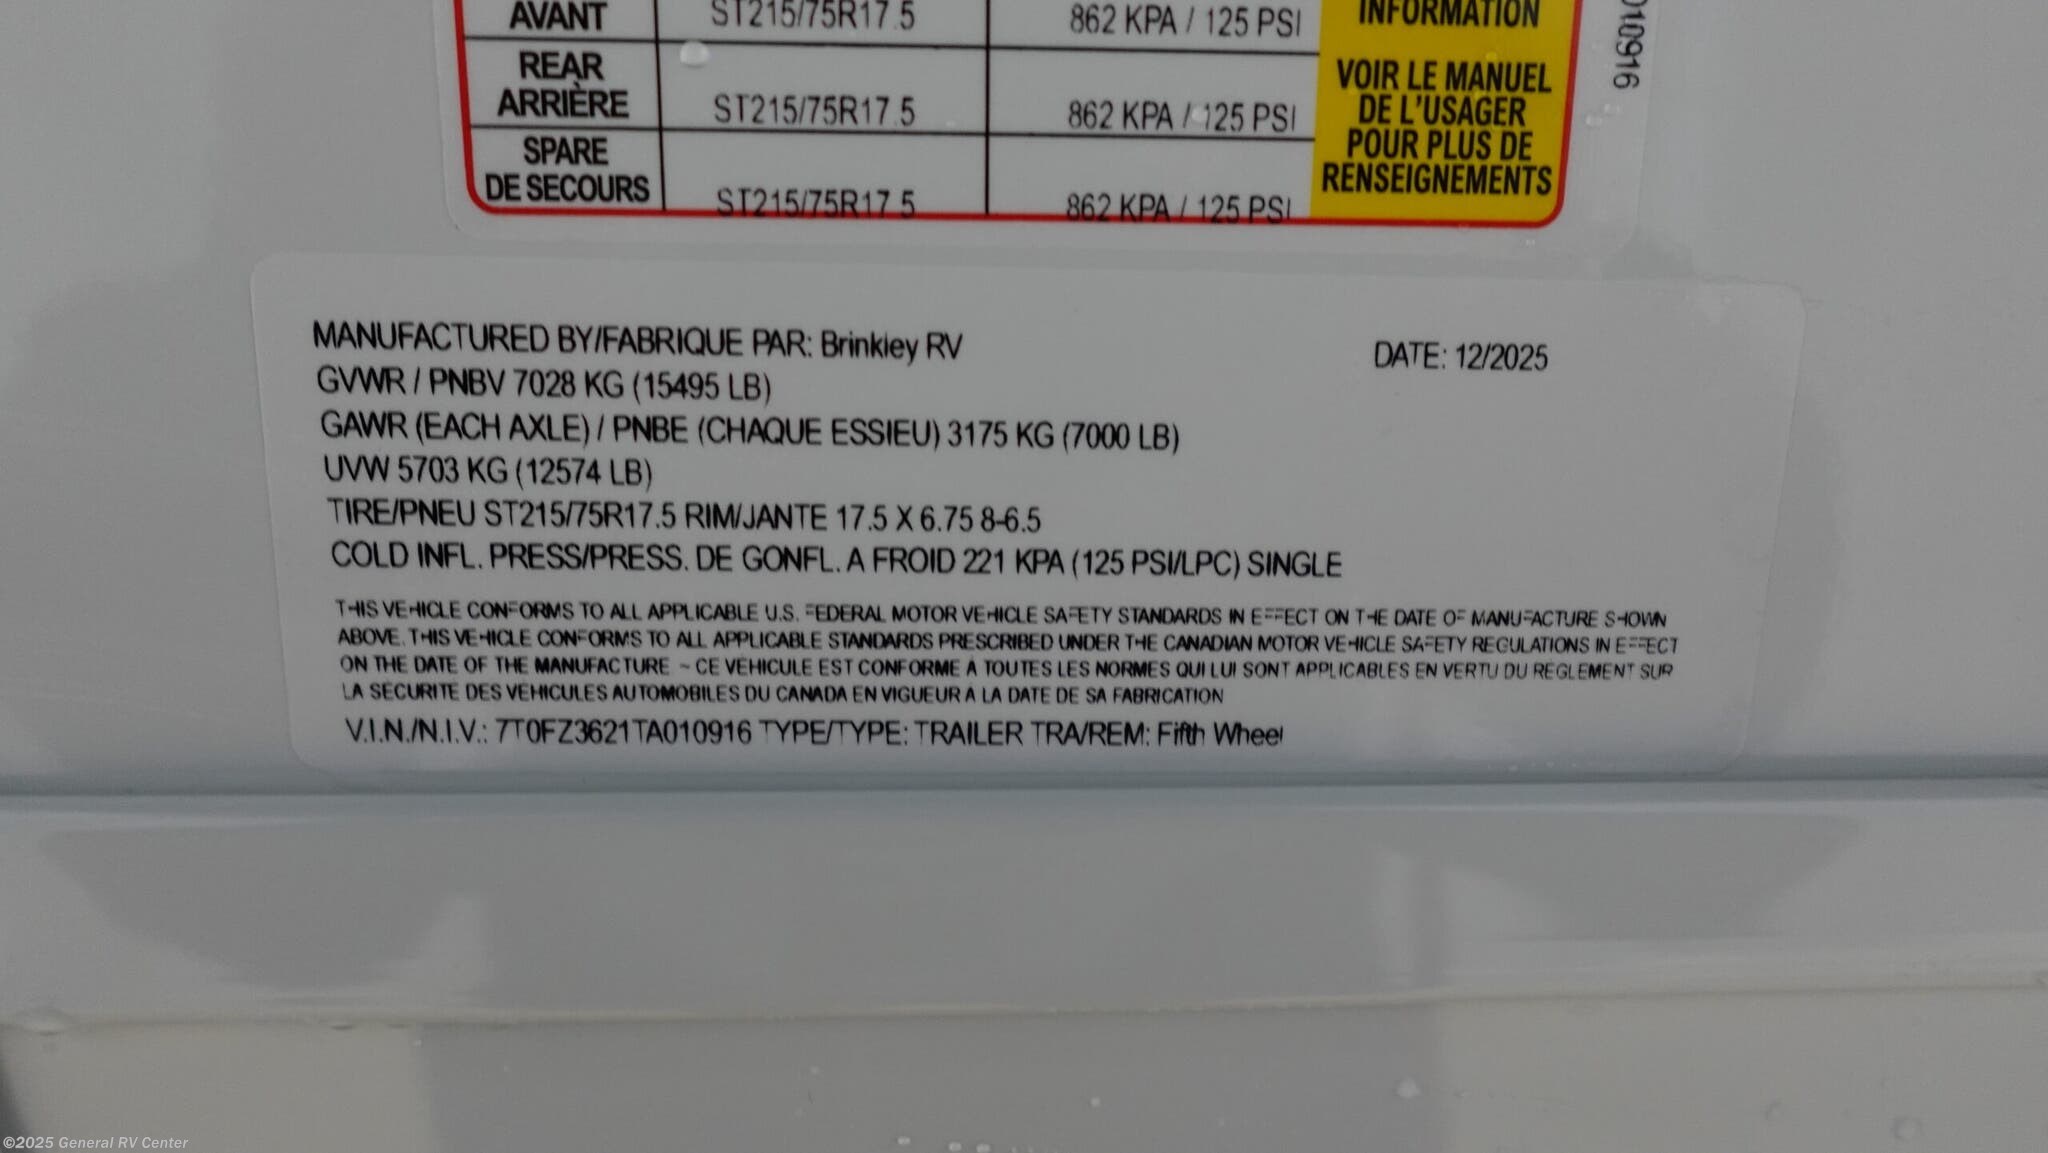 AVANT ST215/75R17.5 862 KPA / 125 PSI
INFORMATION
REAR
ARRIÈRE ST215/75R17.5 862 KPA / 125 PSI
SPARE
DE SECOURS ST215/75R17.5 862 KPA / 125 PSI
VOIR LE MANUEL
DE L'USAGER
POUR PLUS DE
RENSEIGNEMENTS
010916
MANUFACTURED BY/FABRIQUE PAR: Brinkley RV DATE: 12/2025
GVWR / PNBV 7028 KG (15495 LB)
GAWR (EACH AXLE) / PNBE (CHAQUE ESSIEU) 3175 KG (7000 LB)
UVW 5703 KG (12574 LB)
TIRE/PNEU ST215/75R17.5 RIM/JANTE 17.5 X 6.75 8-6.5
COLD INFL. PRESS/PRESS. DE GONFL. A FROID 221 KPA (125 PSI/LPC) SINGLE
THIS VEHICLE CONFORMS TO ALL APPLICABLE U.S. FEDERAL MOTOR VEHICLE SAFETY STANDARDS IN EFFECT ON THE DATE OF MANUFACTURE SHOWN
ABOVE. THIS VEHICLE CONFORMS TO ALL APPLICABLE STANDARDS PRESCRIBED UNDER THE CANADIAN MOTOR VEHICLE SAFETY REGULATIONS IN EFFECT
ON THE DATE OF THE MANUFACTURE ~ CE VEHICULE EST CONFORME À TOUTES LES NORMES QUI LUI SONT APPLICABLES EN VERTU DU REGLEMENT SUR
LA SECURITE DES VEHICULES AUTOMOBILES DU CANADA EN VIGUEUR À LA DATE DE SA FABRICATION
V.I.N./N.I.V.: 7T0FZ3621TA010916 TYPE/TYPE: TRAILER TRA/REM: Fifth Wheel
©2025 General RV Center